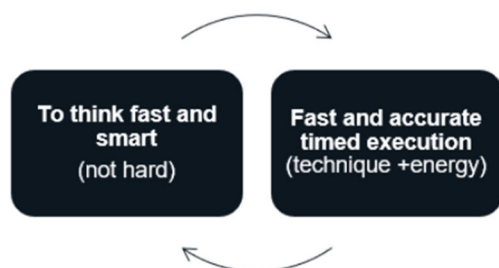 To think fast and
smart
(not hard)
Fast and accurate
timed execution
(technique +energy)